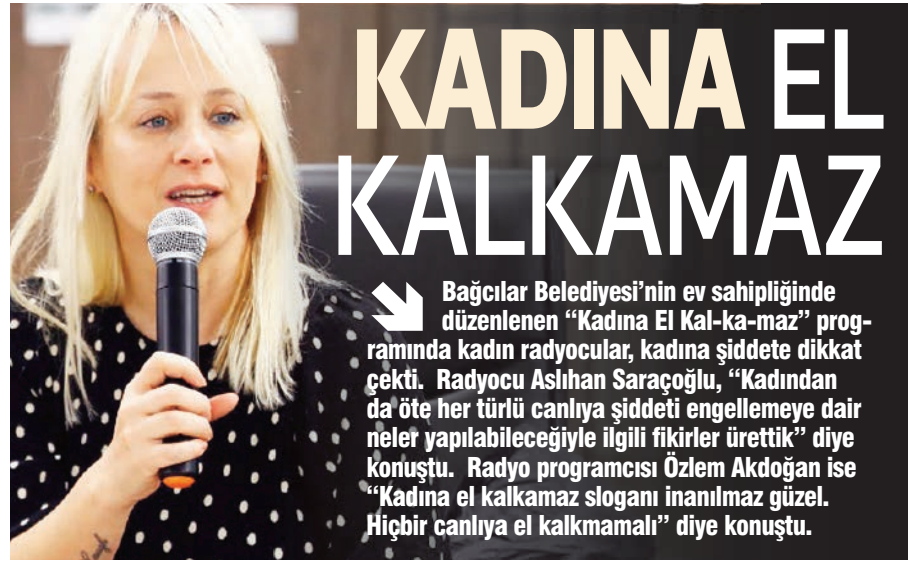 KADINA EL
KALKAMAZ
Bağcılar Belediyesi’nin ev sahipliğinde
düzenlenen “Kadına El Kal-ka-maz” prog-
ramında kadın radyocular, kadına şiddete dikkat
çekti. Radyocu Aslıhan Saraçoğlu, “Kadından
da öte her türlü canlıya şiddeti engellemeye dair
neler yapılabileceğiyle ilgili fikirler ürettik” diye
konuştu. Radyo programcısı Özlem Akdoğan ise
“Kadına el kalkamaz sloganı inanılmaz güzel.
Hiçbir canlıya el kalkmamalı” diye konuştu.